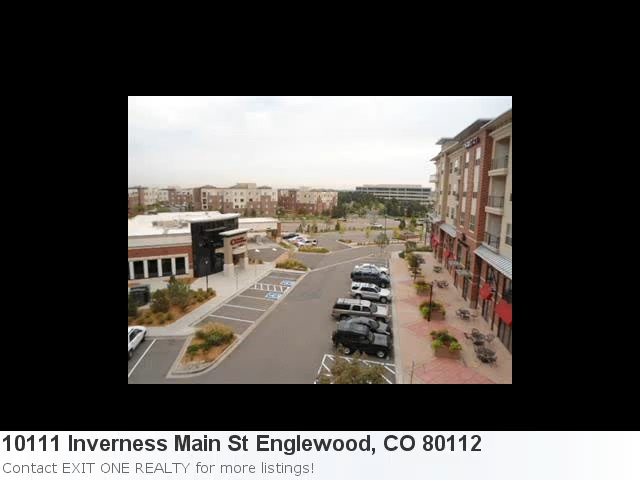 10111 Inverness Main St Englewood, CO 80112
Contact EXIT ONE REALTY for more listings!